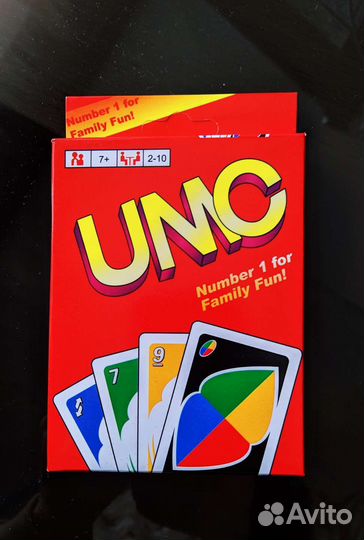 Number 1 for
Family Fun!
7+
2-10
UMC
Number 1 for
Family Fun!
9
7
Avito